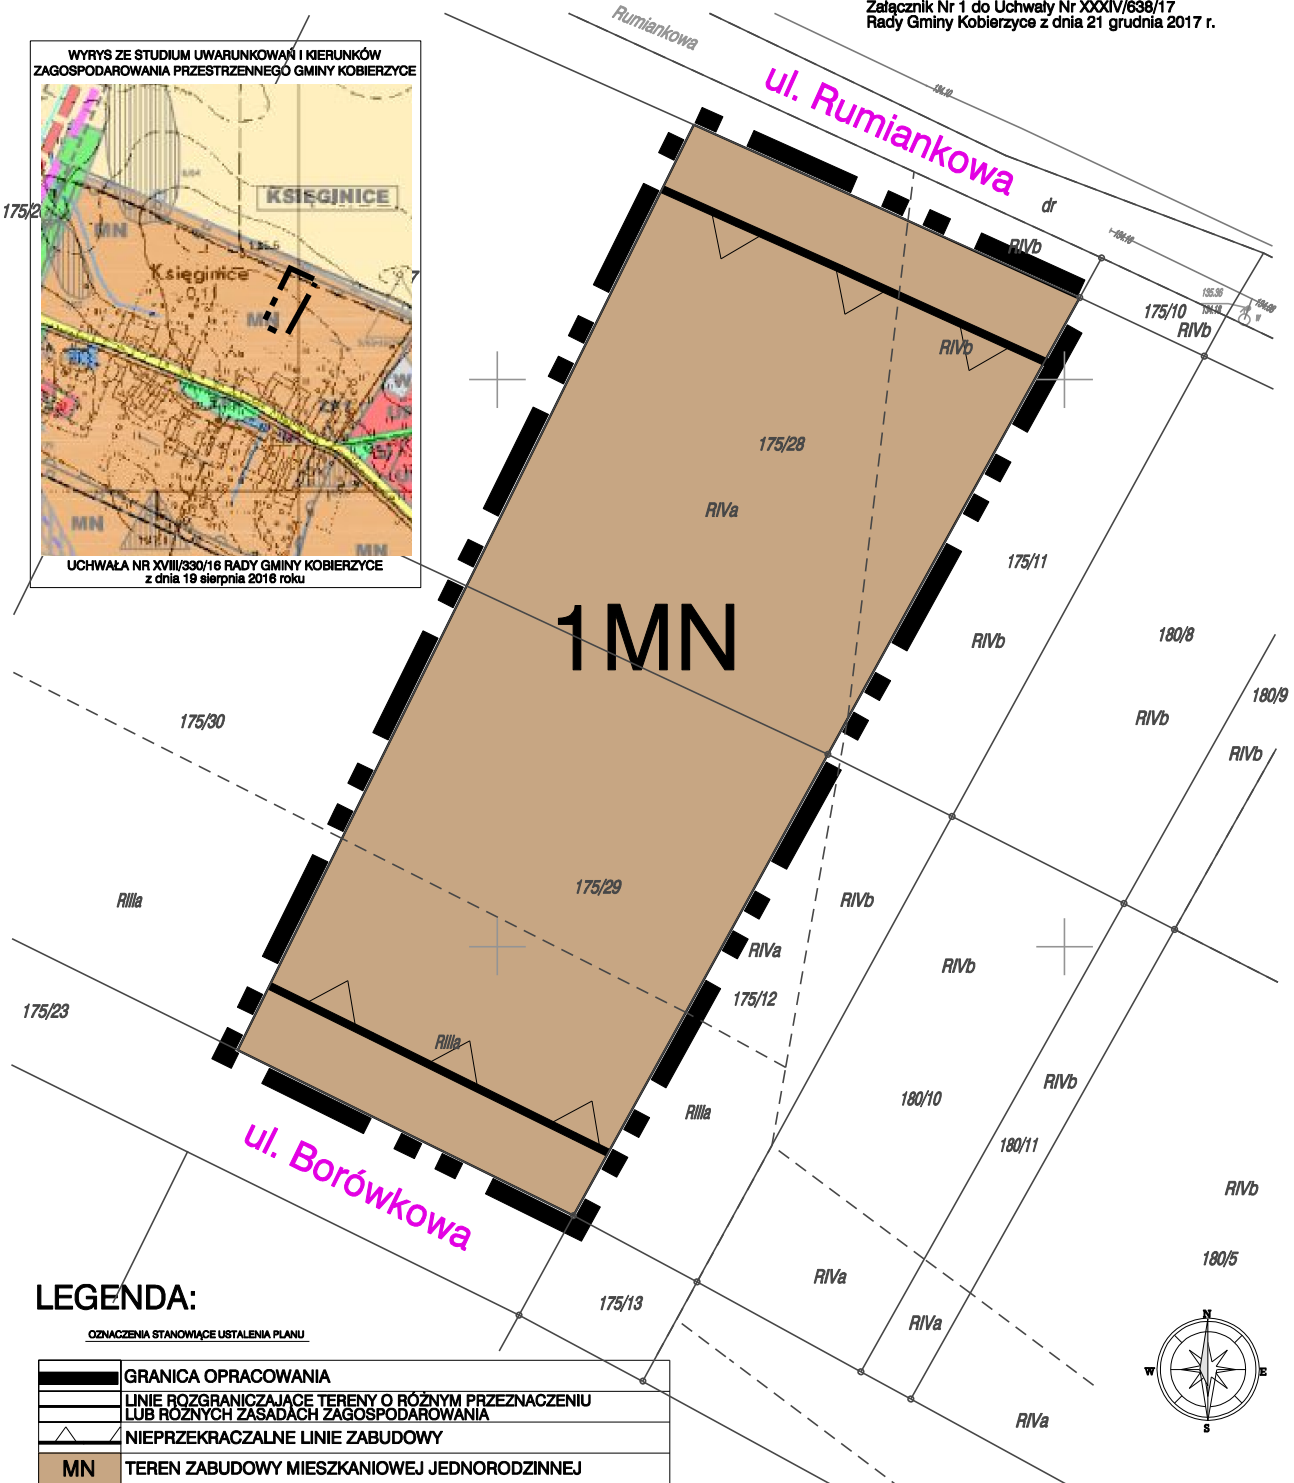 Załącznik Nr 1 do Uchwały Nr XXXIV/638/17
Rady Gminy Kobierzyce z dnia 21 grudnia 2017 r.
WYRYS ZE STUDIUM UWARUNKOWAŃ I KIERUNKÓW
ZAGOSPODAROWANIA PRZESTRZENNEGO GMINY KOBIERZYCE
KSIĘGINICE
MN
Księginice
MN
MN
MN
UCHWAŁA NR XVIII/330/16 RADY GMINY KOBIERZYCE
z dnia 19 sierpnia 2016 roku
Rumiankowa
ul. Rumiankowa
dr
RIVb
175/10
RIVb
RIVb
175/28
RIVa
175/11
RIVb
180/8
RIVb
180/9
RIVb
1MN
175/30
175/29
RIIIa
RIVb
RIVa
RIVb
175/12
175/23
RIIIa
RIIIa
RIVb
180/10
180/11
RIVb
180/5
ul. Borówkowa
RIVa
175/13
RIVa
RIVa
N
W
E
S
LEGENDA:
OZNACZENIA STANOWIĄCE USTALENIA PLANU
GRANICA OPRACOWANIA
LINIE ROZGRANICZAJĄCE TERENY O RÓŻNYM PRZEZNACZENIU
LUB RÓŻNYCH ZASADACH ZAGOSPODAROWANIA
NIEPRZEKRACZALNE LINIE ZABUDOWY
MN TEREN ZABUDOWY MIESZKANIOWEJ JEDNORODZINNEJ